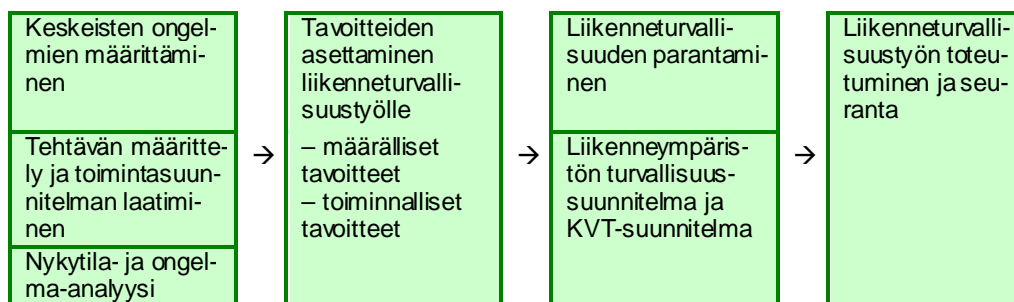 Keskeisten ongel-
mien määrittämi-
nen
Tehtävän määritte-
ly ja toimintasuun-
nitelman laatimi-
nen
Nykytila- ja ongel-
ma-analyysi
→
Tavoitteiden
asettaminen
liikenneturvalli-
suustyölle
– määrälliset
tavoitteet
– toiminnalliset
tavoitteet
→
Liikenneturvalli-
suuden parantami-
nen
Liikenneympäris-
tön turvallisuus-
suunnitelma ja
KVT-suunnitelma
→
Liikenneturvalli-
suustyön toteu-
tuminen ja seu-
ranta